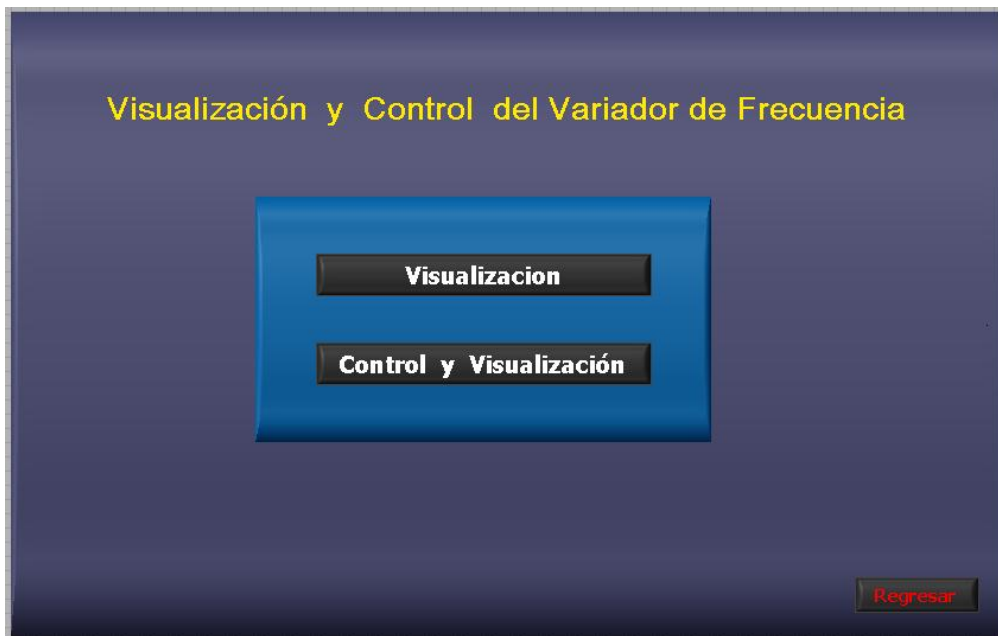 Visualización y Control del Variador de Frecuencia
Visualizacion
Control y Visualización
Regresar